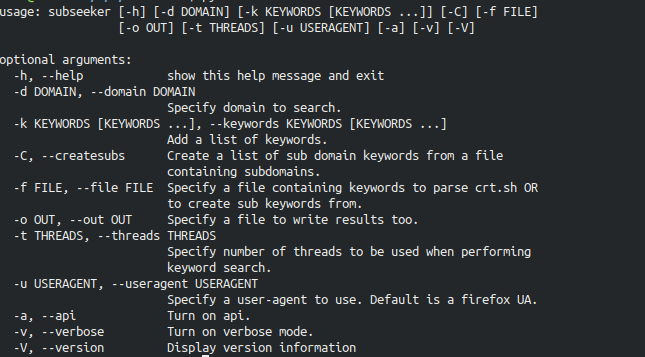 usage: subseeker [-h] [-d DOMAIN] [-k KEYWORDS [KEYWORDS ...]] [-C] [-f FILE]
[-o OUT] [-t THREADS] [-u USERAGENT] [-a] [-v] [-V]
optional arguments:
-h, --help show this help message and exit
-d DOMAIN, --domain DOMAIN
Specify domain to search.
-k KEYWORDS [KEYWORDS ...], --keywords KEYWORDS [KEYWORDS ...]
Add a list of keywords.
-C, --createsubs Create a list of sub domain keywords from a file
containing subdomains.
-f FILE, --file FILE Specify a file containing keywords to parse crt.sh OR
to create sub keywords from.
-o OUT, --out OUT Specify a file to write results too.
-t THREADS, --threads THREADS
Specify number of threads to be used when performing
keyword search.
-u USERAGENT, --useragent USERAGENT
Specify a user-agent to use. Default is a firefox UA.
-a, --api Turn on api.
-v, --verbose Turn on verbose mode.
-V, --version Display version information